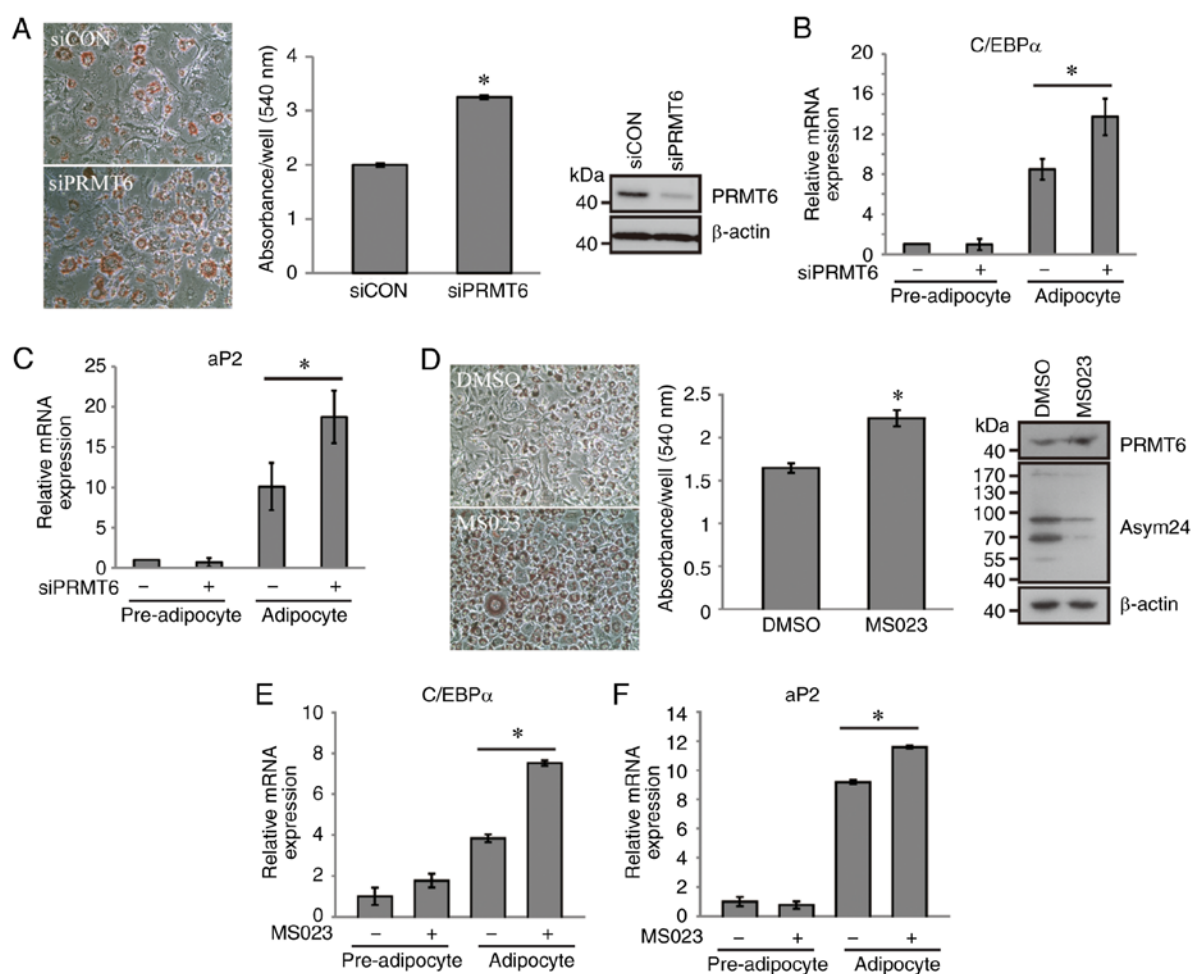 A
siCON
siPRMT6
Absorbance/well (540 nm)
4
3
2
1
0
*
siCON siPRMT6
siCON
siPRMT6
kDa
40
PRMT6
40
β-actin
B
C/EBPα
Relative mRNA
expression
20
16
12
8
4
0
*
siPRMT6 – + – +
Pre-adipocyte Adipocyte
C
aP2
Relative mRNA
expression
25
20
15
10
5
0
*
siPRMT6 – + – +
Pre-adipocyte Adipocyte
D
DMSO
MS023
Absorbance/well (540 nm)
2.5
2
1.5
1
0.5
0
*
DMSO MS023
DMSO
MS023
kDa
40
PRMT6
170
130
100
70
55
40
Asym24
40
β-actin
E
C/EBPα
Relative mRNA
expression
10
8
6
4
2
0
*
MS023 – + – +
Pre-adipocyte Adipocyte
F
aP2
Relative mRNA
expression
14
12
10
8
6
4
2
0
*
MS023 – + – +
Pre-adipocyte Adipocyte